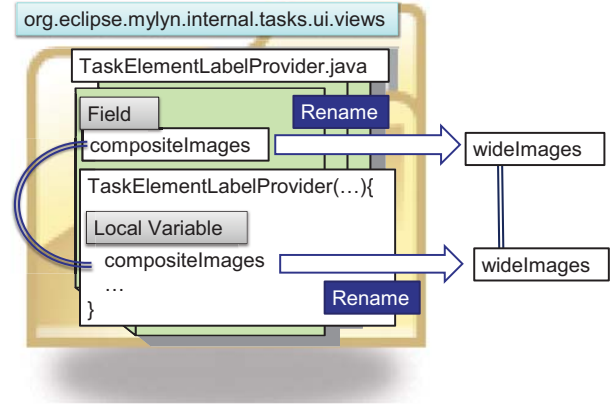 org.eclipse.mylyn.internal.tasks.ui.views
TaskElementLabelProvider.java
Field
Rename
compositeImages
wideImages
TaskElementLabelProvider(…){
Local Variable
compositeImages
wideImages
…
Rename
}